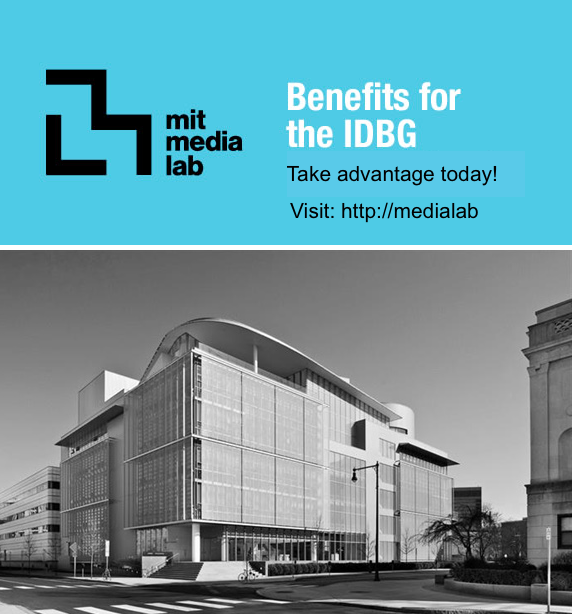 mit
media
lab
Benefits for
the IDBG
Take advantage today!
Visit: http://medialab